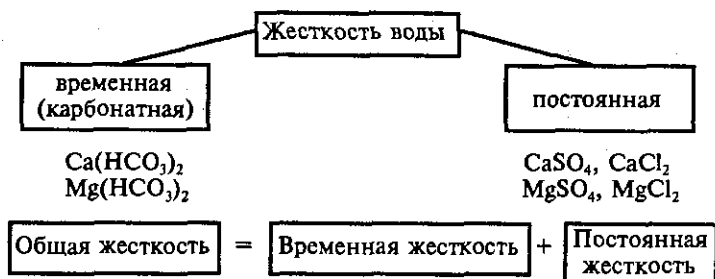 Жесткость воды
временная
(карбонатная)
постоянная
Ca(HCO₃)₂
Mg(HCO₃)₂
CaSO₄, CaCl₂
MgSO₄, MgCl₂
Общая жесткость = Временная жесткость + Постоянная
жесткость